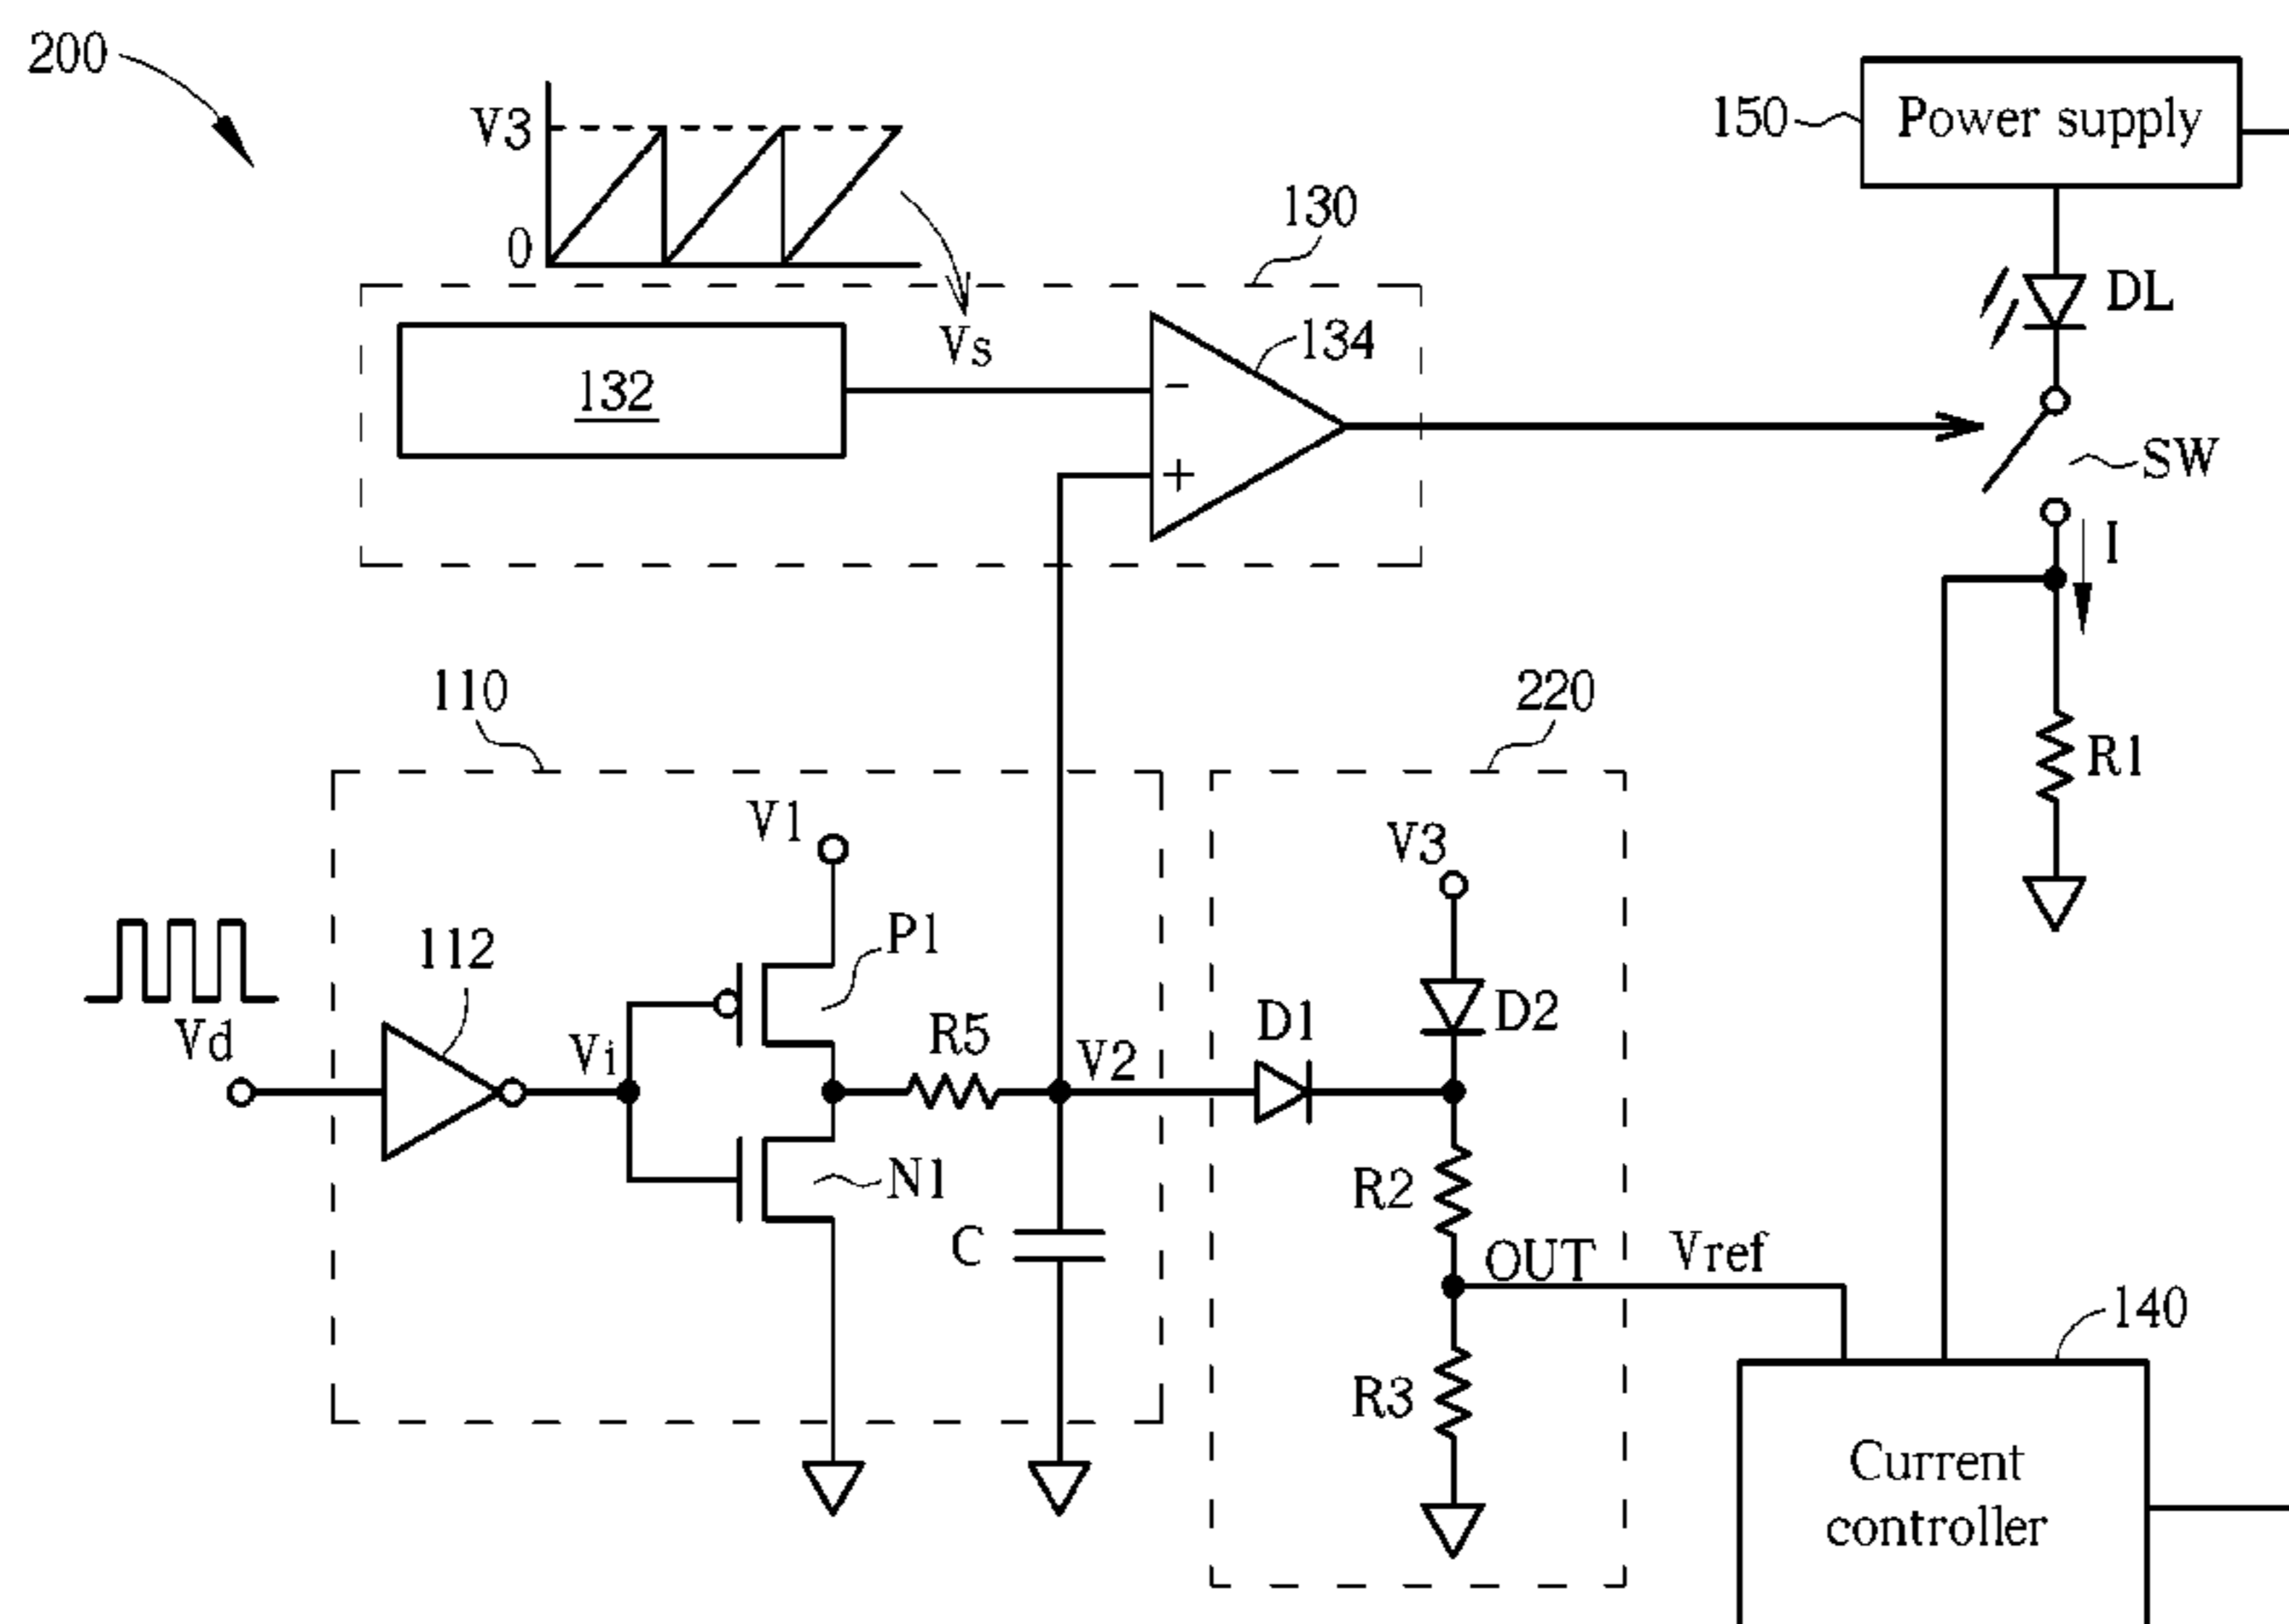 200
V3
0
150
Power supply
130
Vs
134
132
-
+
DL
SW
I
110
220
R1
V1
V3
P1
112
Vd
Vi
R5
V2
D1
D2
N1
C
R2
OUT
Vref
140
R3
Current
controller